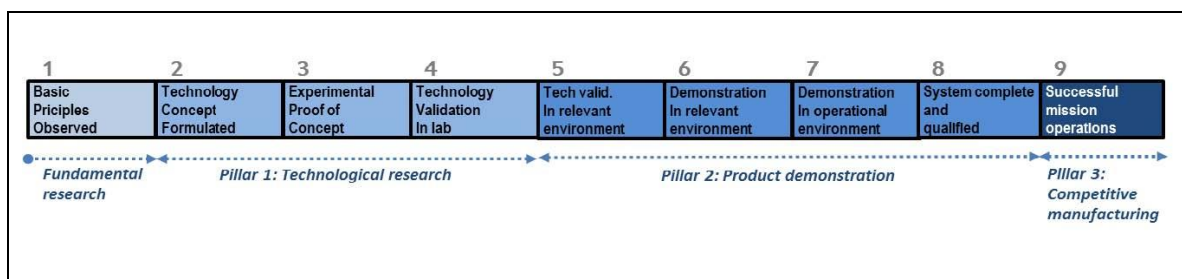 1 2 3 4 5 6 7 8 9
Basic
Priciples
Observed
Technology
Concept
Formulated
Experimental
Proof of
Concept
Technology
Validation
In lab
Tech valid.
In relevant
environment
Demonstration
In relevant
environment
Demonstration
In operational
environment
System complete
and
qualified
Successful
mission
operations
Fundamental
research
Pillar 1: Technological research
Pillar 2: Product demonstration
PIllar 3:
Competitive
manufacturing